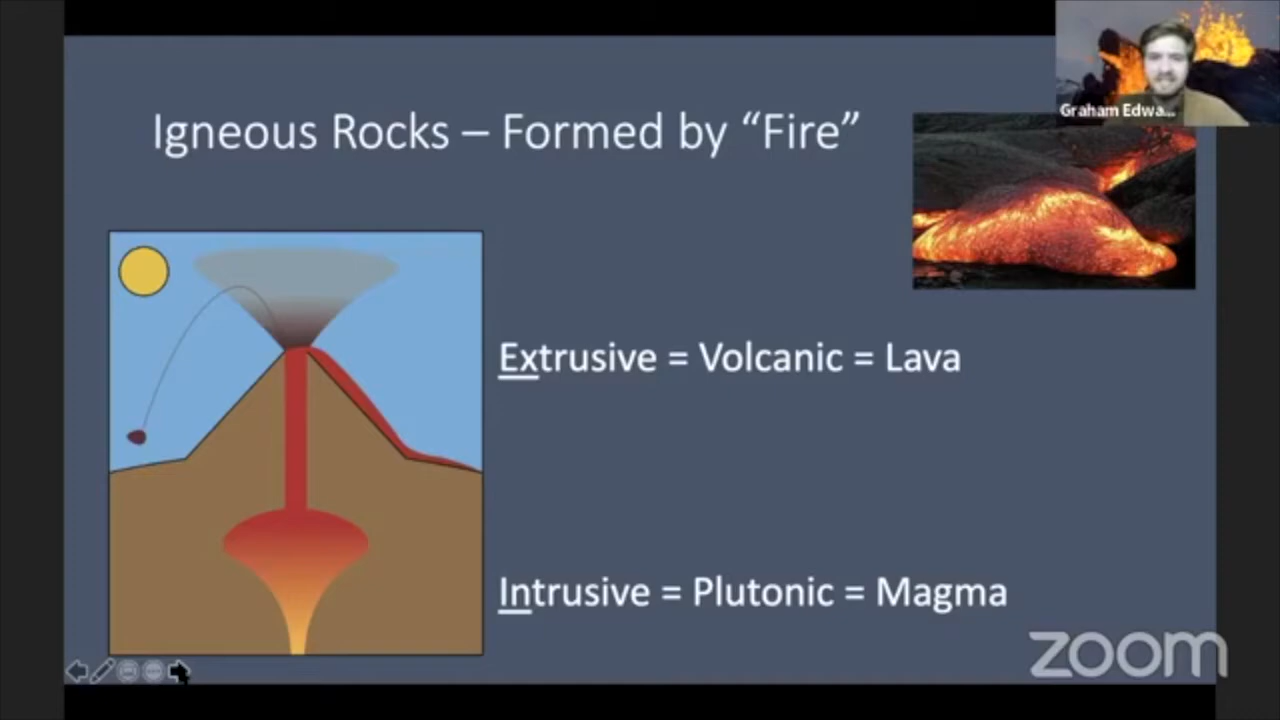 Graham Edwa...
Igneous Rocks – Formed by “Fire”
Extrusive = Volcanic = Lava
Intrusive = Plutonic = Magma
zoom